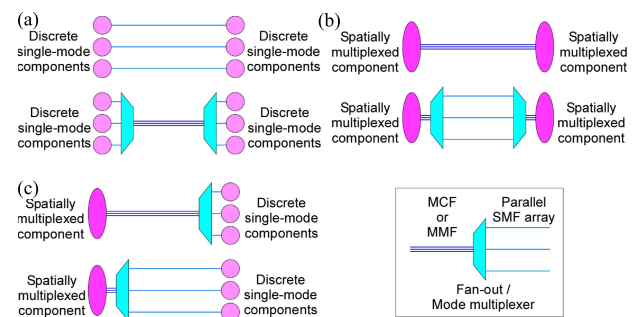 (a)
Discrete
single-mode
components
Discrete
single-mode
components
Discrete
single-mode
components
Discrete
single-mode
components
(b)
Spatially
multiplexed
component
Spatially
multiplexed
component
Spatially
multiplexed
component
Spatially
multiplexed
component
(c)
Spatially
multiplexed
component
Discrete
single-mode
components
Spatially
multiplexed
component
Discrete
single-mode
components
MCF
or
MMF
Parallel
SMF array
Fan-out /
Mode multiplexer